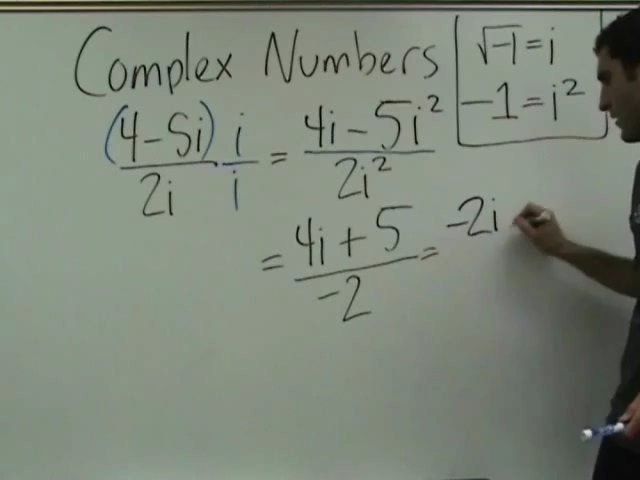 Complex Numbers
√-1 = i
-1 = i²
(4-5i)/2i · i/i = (4i-5i²)/2i²
= (4i+5)/-2 = -2i